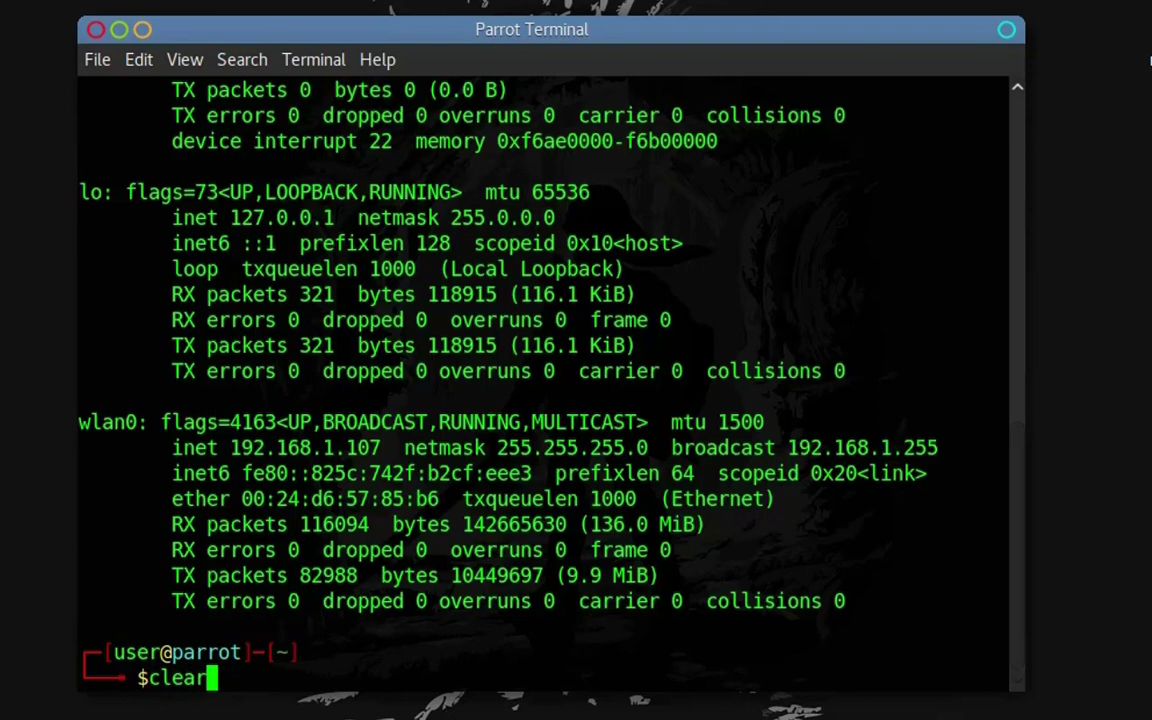 Parrot Terminal
File Edit View Search Terminal Help
TX packets 0  bytes 0 (0.0 B)
TX errors 0  dropped 0 overruns 0  carrier 0  collisions 0
device interrupt 22  memory 0xf6ae0000-f6b00000
lo: flags=73<UP,LOOPBACK,RUNNING>  mtu 65536
inet 127.0.0.1  netmask 255.0.0.0
inet6 ::1  prefixlen 128  scopeid 0x10<host>
loop  txqueuelen 1000  (Local Loopback)
RX packets 321  bytes 118915 (116.1 KiB)
RX errors 0  dropped 0  overruns 0  frame 0
TX packets 321  bytes 118915 (116.1 KiB)
TX errors 0  dropped 0 overruns 0  carrier 0  collisions 0
wlan0: flags=4163<UP,BROADCAST,RUNNING,MULTICAST>  mtu 1500
inet 192.168.1.107  netmask 255.255.255.0  broadcast 192.168.1.255
inet6 fe80::825c:742f:b2cf:eee3  prefixlen 64  scopeid 0x20<link>
ether 00:24:d6:57:85:b6  txqueuelen 1000  (Ethernet)
RX packets 116094  bytes 142665630 (136.0 MiB)
RX errors 0  dropped 0  overruns 0  frame 0
TX packets 82988  bytes 10449697 (9.9 MiB)
TX errors 0  dropped 0 overruns 0  carrier 0  collisions 0
┌─[user@parrot]─[~]
└──╼ $clear